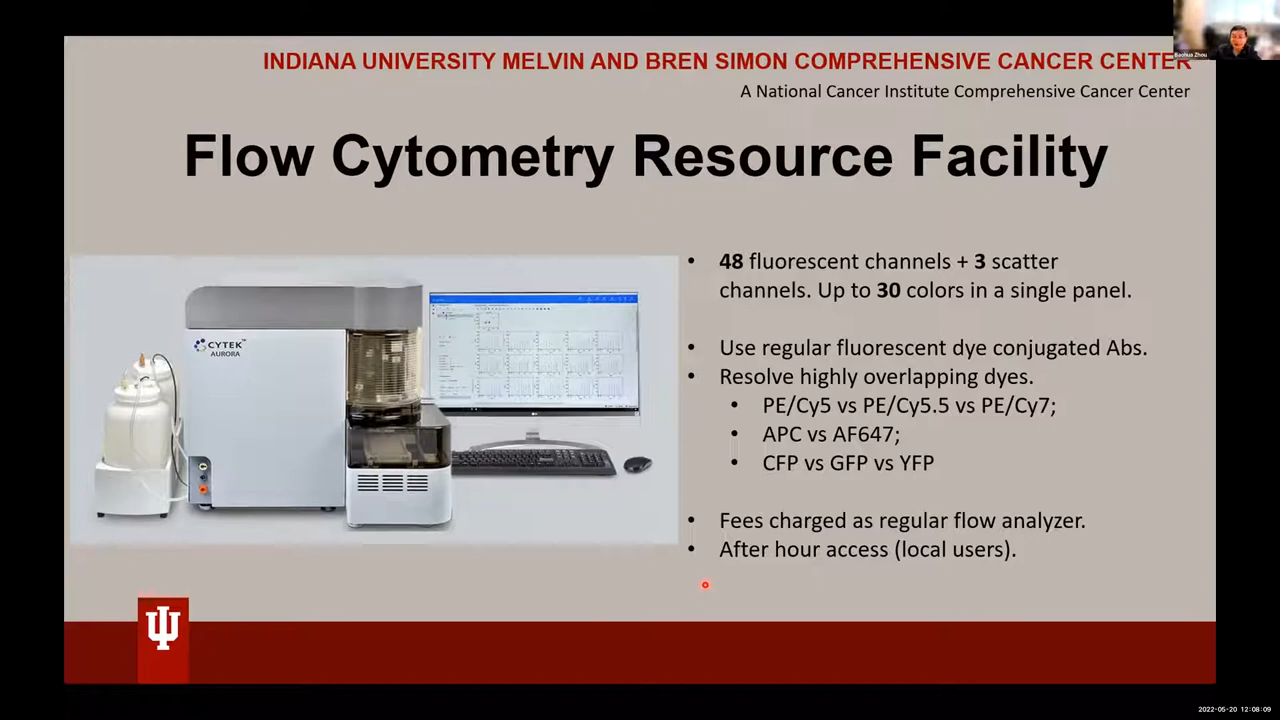 INDIANA UNIVERSITY MELVIN AND BREN SIMON COMPREHENSIVE CANCER CENTER
Baohua Zhou
A National Cancer Institute Comprehensive Cancer Center
Flow Cytometry Resource Facility
• 48 fluorescent channels + 3 scatter
channels. Up to 30 colors in a single panel.
• Use regular fluorescent dye conjugated Abs.
• Resolve highly overlapping dyes.
• PE/Cy5 vs PE/Cy5.5 vs PE/Cy7;
• APC vs AF647;
• CFP vs GFP vs YFP
• Fees charged as regular flow analyzer.
• After hour access (local users).
CYTEK™
AURORA
2022-05-20 12:08:09